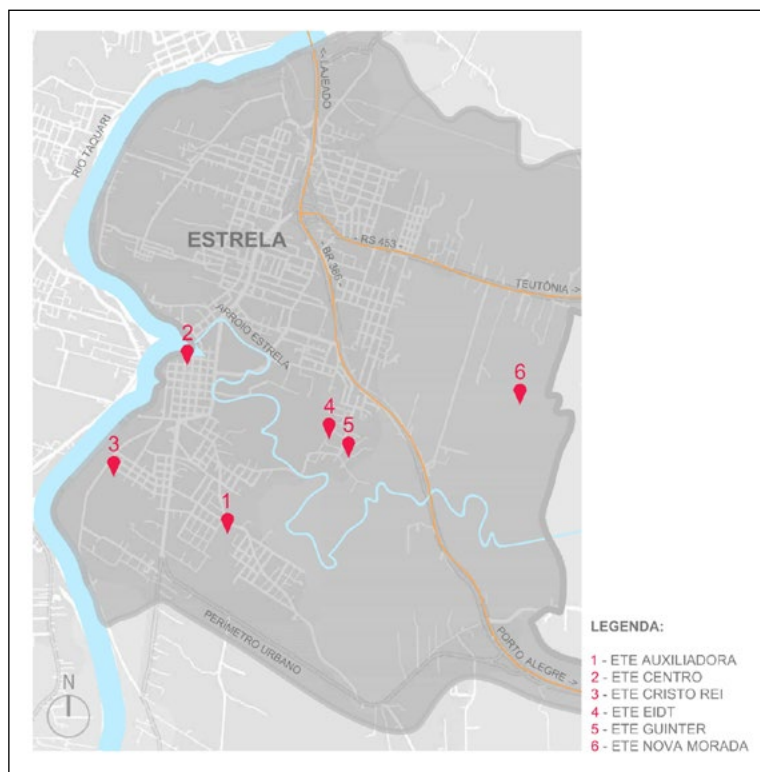 <- LAJEADO
RIO TAQUARI
ESTRELA
- RS 453 -
- BR 386 -
TEUTÔNIA ->
ARROIO ESTRELA
2
6
4
5
3
1
PERÍMETRO URBANO
PORTO ALEGRE ->
N
LEGENDA:
1 - ETE AUXILIADORA
2 - ETE CENTRO
3 - ETE CRISTO REI
4 - ETE EIDT
5 - ETE GUINTER
6 - ETE NOVA MORADA